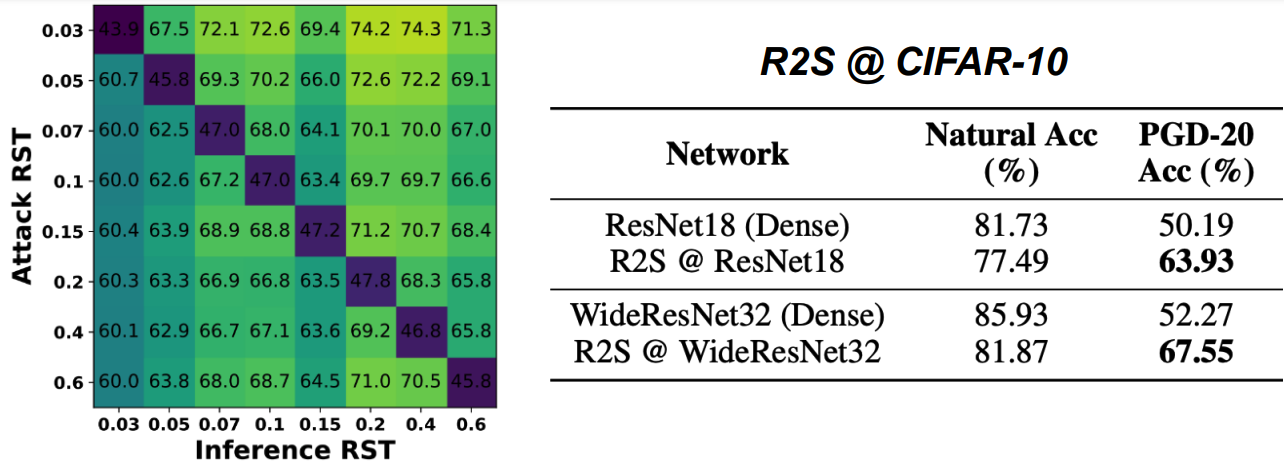 0.03 43.9 67.5 72.1 72.6 69.4 74.2 74.3 71.3
0.05 60.7 45.8 69.3 70.2 66.0 72.6 72.2 69.1
0.07 60.0 62.5 47.0 68.0 64.1 70.1 70.0 67.0
0.1 60.0 62.6 67.2 47.0 63.4 69.7 69.7 66.6
0.15 60.4 63.9 68.9 68.8 47.2 71.2 70.7 68.4
0.2 60.3 63.3 66.9 66.8 63.5 47.8 68.3 65.8
0.4 60.1 62.9 66.7 67.1 63.6 69.2 46.8 65.8
0.6 60.0 63.8 68.0 68.7 64.5 71.0 70.5 45.8
0.03 0.05 0.07 0.1 0.15 0.2 0.4 0.6
Attack RST
Inference RST
R2S @ CIFAR-10
Network Natural Acc (%) PGD-20 Acc (%)
ResNet18 (Dense) 81.73 50.19
R2S @ ResNet18 77.49 63.93
WideResNet32 (Dense) 85.93 52.27
R2S @ WideResNet32 81.87 67.55